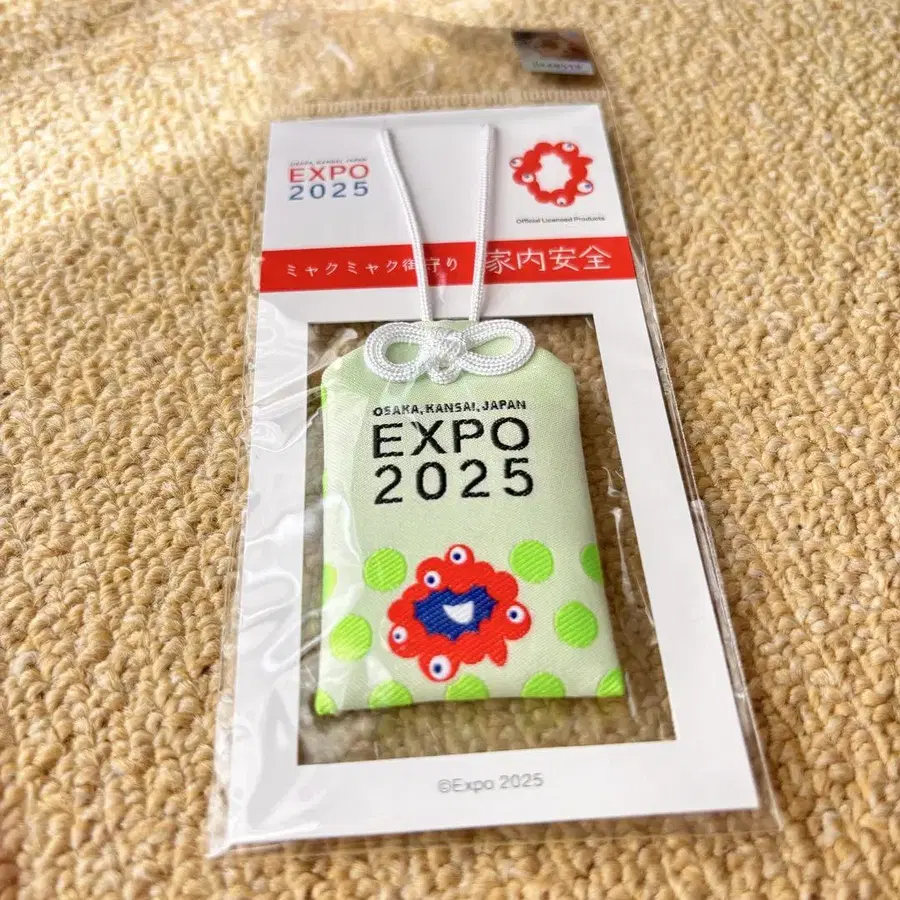 OSAKA, KANSAI, JAPAN
EXPO
2025
Official Licensed Products
ミャクミャク御守り 家内安全
OSAKA, KANSAI, JAPAN
EXPO
2025
©Expo 2025